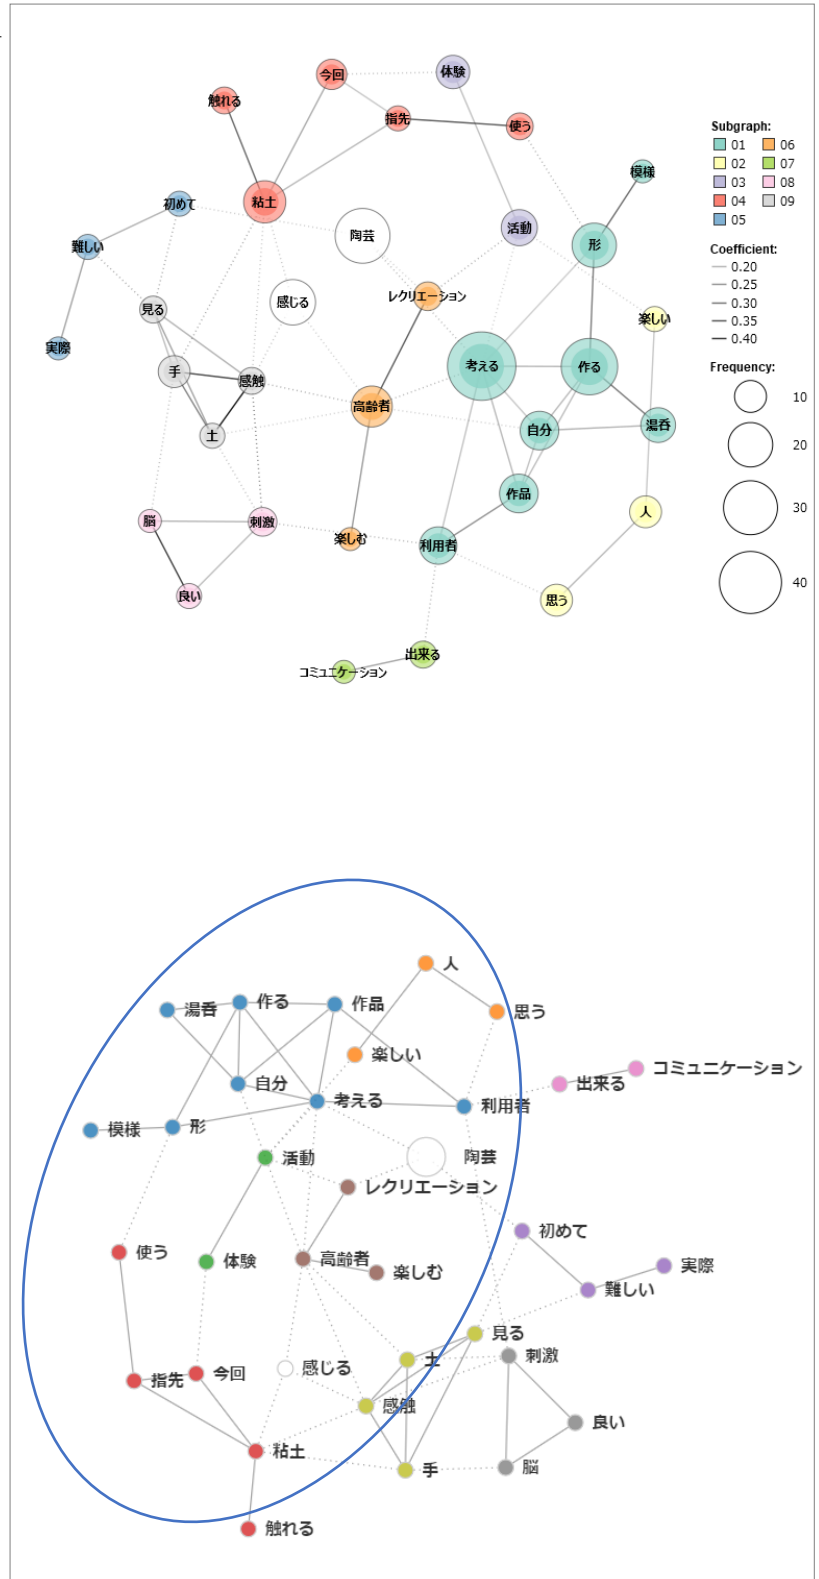 今回
体験
触れる
指先
使う
模様
初めて
粘土
陶芸
活動
形
難しい
レクリエーション
感じる
見る
楽しい
実際
手
感触
考える
作る
高齢者
土
自分
湯呑
作品
脳
刺激
楽しむ
利用者
人
良い
思う
出来る
コミュニケーション
Subgraph:
01 06
02 07
03 08
04 09
05
Coefficient:
0.20
0.25
0.30
0.35
0.40
Frequency:
10
20
30
40
人
湯呑
作る
作品
思う
楽しい
コミュニケーション
出来る
自分
考える
利用者
模様
形
活動
陶芸
レクリエーション
初めて
使う
体験
高齢者
楽しむ
実際
難しい
見る
土
刺激
指先
今回
感じる
感触
良い
粘土
手
脳
触れる